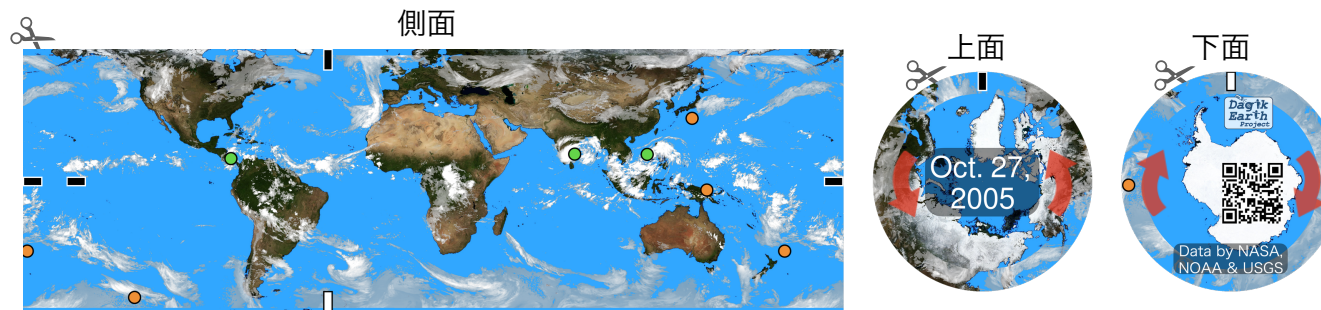 側面
上面
下面
Oct. 27,
2005
Dagik
Earth
Project
Data by NASA,
NOAA & USGS